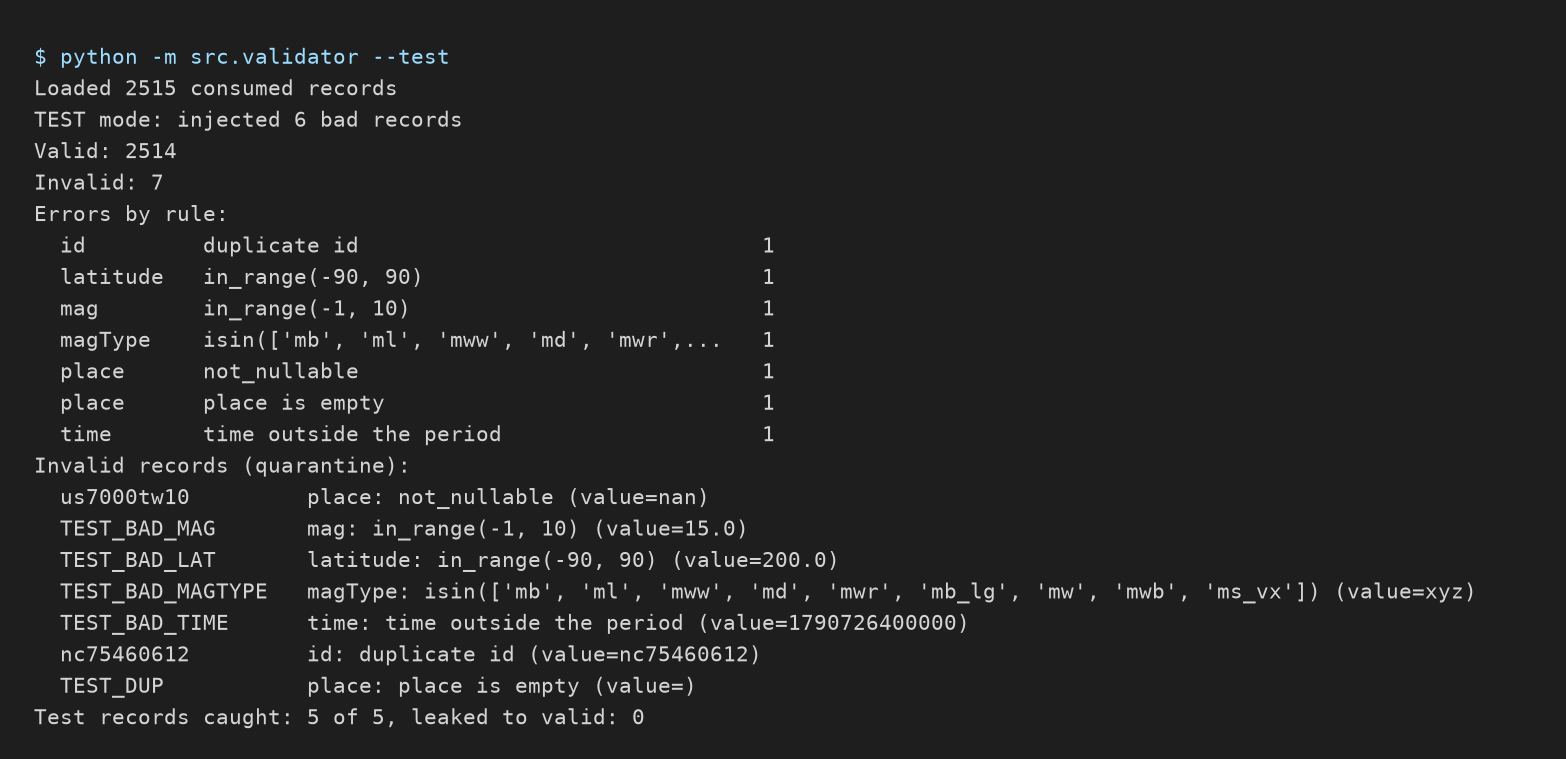 $ python -m src.validator --test
Loaded 2515 consumed records
TEST mode: injected 6 bad records
Valid: 2514
Invalid: 7
Errors by rule:
  id         duplicate id                               1
  latitude   in_range(-90, 90)                          1
  mag        in_range(-1, 10)                           1
  magType    isin(['mb', 'ml', 'mww', 'md', 'mwr',...   1
  place      not_nullable                               1
  place      place is empty                             1
  time       time outside the period                    1
Invalid records (quarantine):
  us7000tw10         place: not_nullable (value=nan)
  TEST_BAD_MAG       mag: in_range(-1, 10) (value=15.0)
  TEST_BAD_LAT       latitude: in_range(-90, 90) (value=200.0)
  TEST_BAD_MAGTYPE   magType: isin(['mb', 'ml', 'mww', 'md', 'mwr', 'mb_lg', 'mw', 'mwb', 'ms_vx']) (value=xyz)
  TEST_BAD_TIME      time: time outside the period (value=1790726400000)
  nc75460612         id: duplicate id (value=nc75460612)
  TEST_DUP           place: place is empty (value=)
Test records caught: 5 of 5, leaked to valid: 0